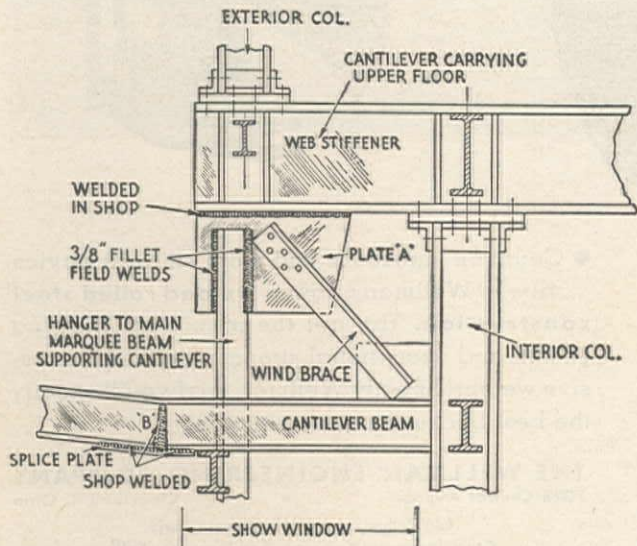 EXTERIOR COL.
CANTILEVER CARRYING
UPPER FLOOR
WEB STIFFENER
WELDED
IN SHOP
3/8" FILLET
FIELD WELDS
PLATE "A"
HANGER TO MAIN
MARQUEE BEAM
SUPPORTING CANTILEVER
INTERIOR COL.
WIND BRACE
"B"
CANTILEVER BEAM
SPLICE PLATE
SHOP WELDED
SHOW WINDOW